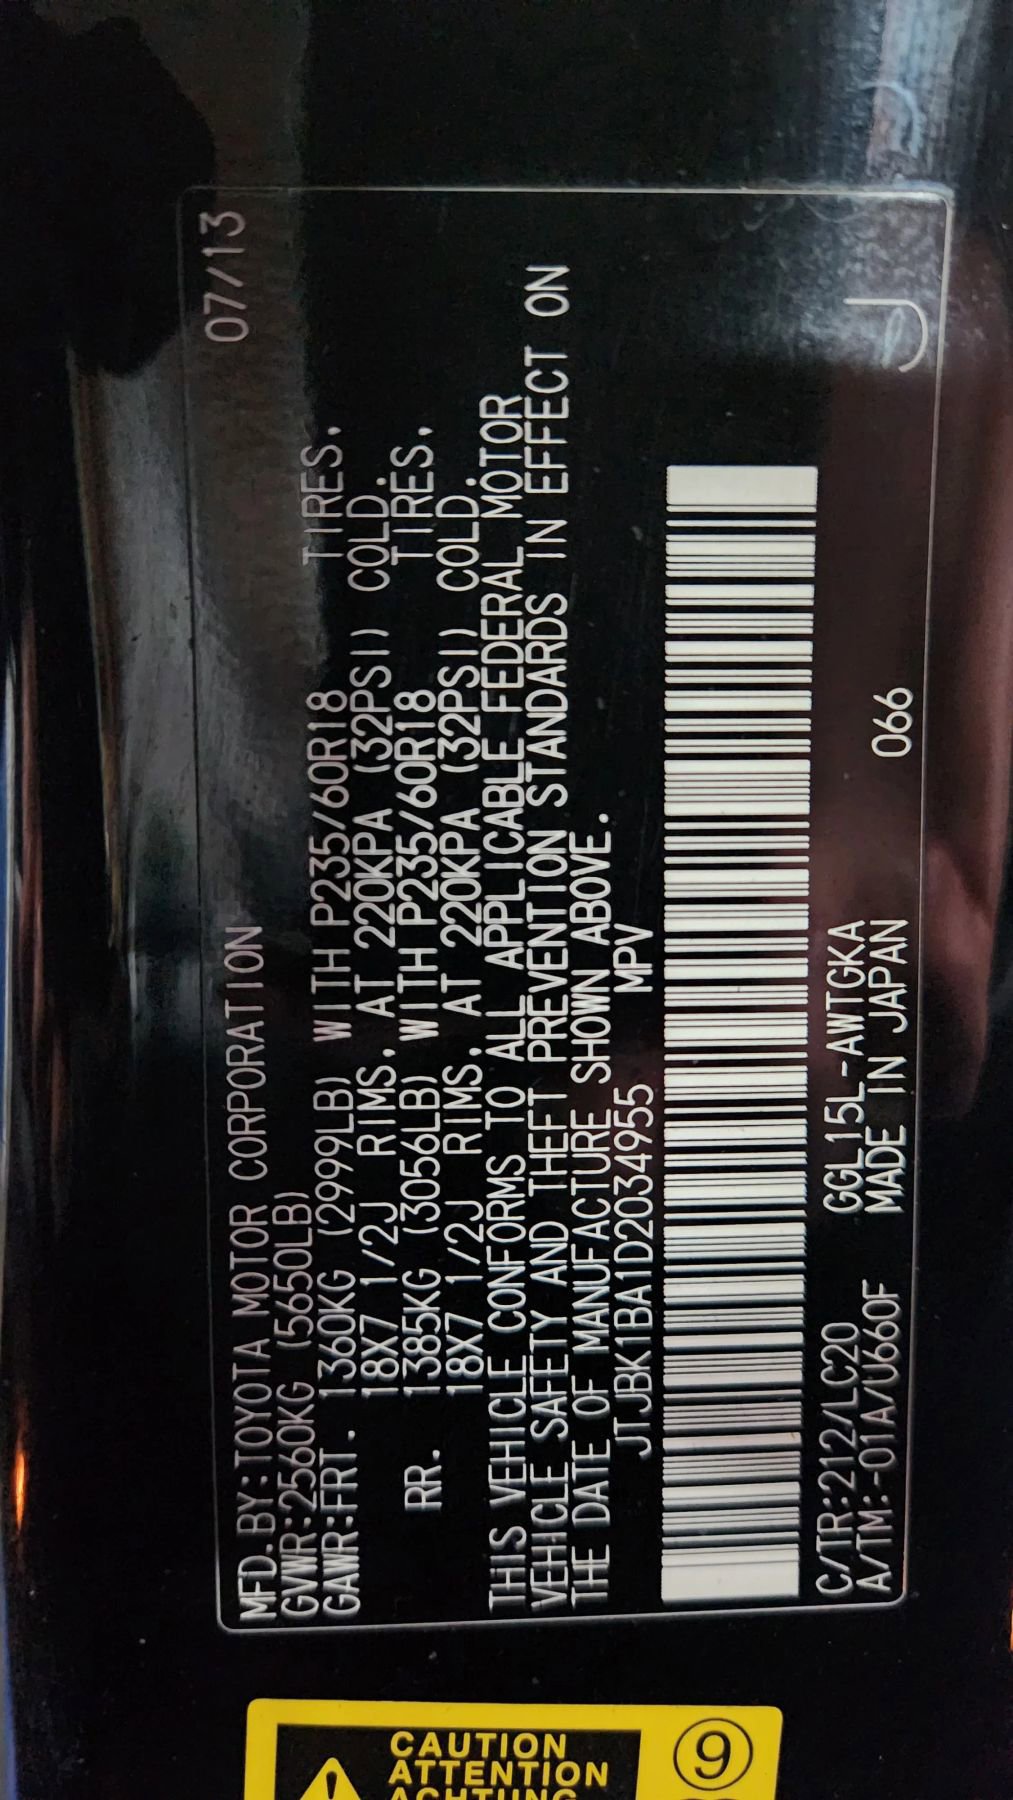 MFD.BY:TOYOTA MOTOR CORPORATION 07/13
GVWR:2560KG (5650LB)
GAWR:FRT. 1360KG (2999LB) WITH P235/60R18 TIRES,
18X7 1/2J RIMS, AT 220KPA (32PSI) COLD.
RR. 1385KG (3056LB) WITH P235/60R18 TIRES,
18X7 1/2J RIMS, AT 220KPA (32PSI) COLD.
THIS VEHICLE CONFORMS TO ALL APPLICABLE FEDERAL MOTOR
VEHICLE SAFETY AND THEFT PREVENTION STANDARDS IN EFFECT ON
THE DATE OF MANUFACTURE SHOWN ABOVE.
JTJBK1BA1D2034955 MPV
C/TR:212/LC20 GGL15L-AWTGKA
A/TM:-01A/U660F MADE IN JAPAN 066 J
CAUTION
ATTENTION
ACHTUNG
9